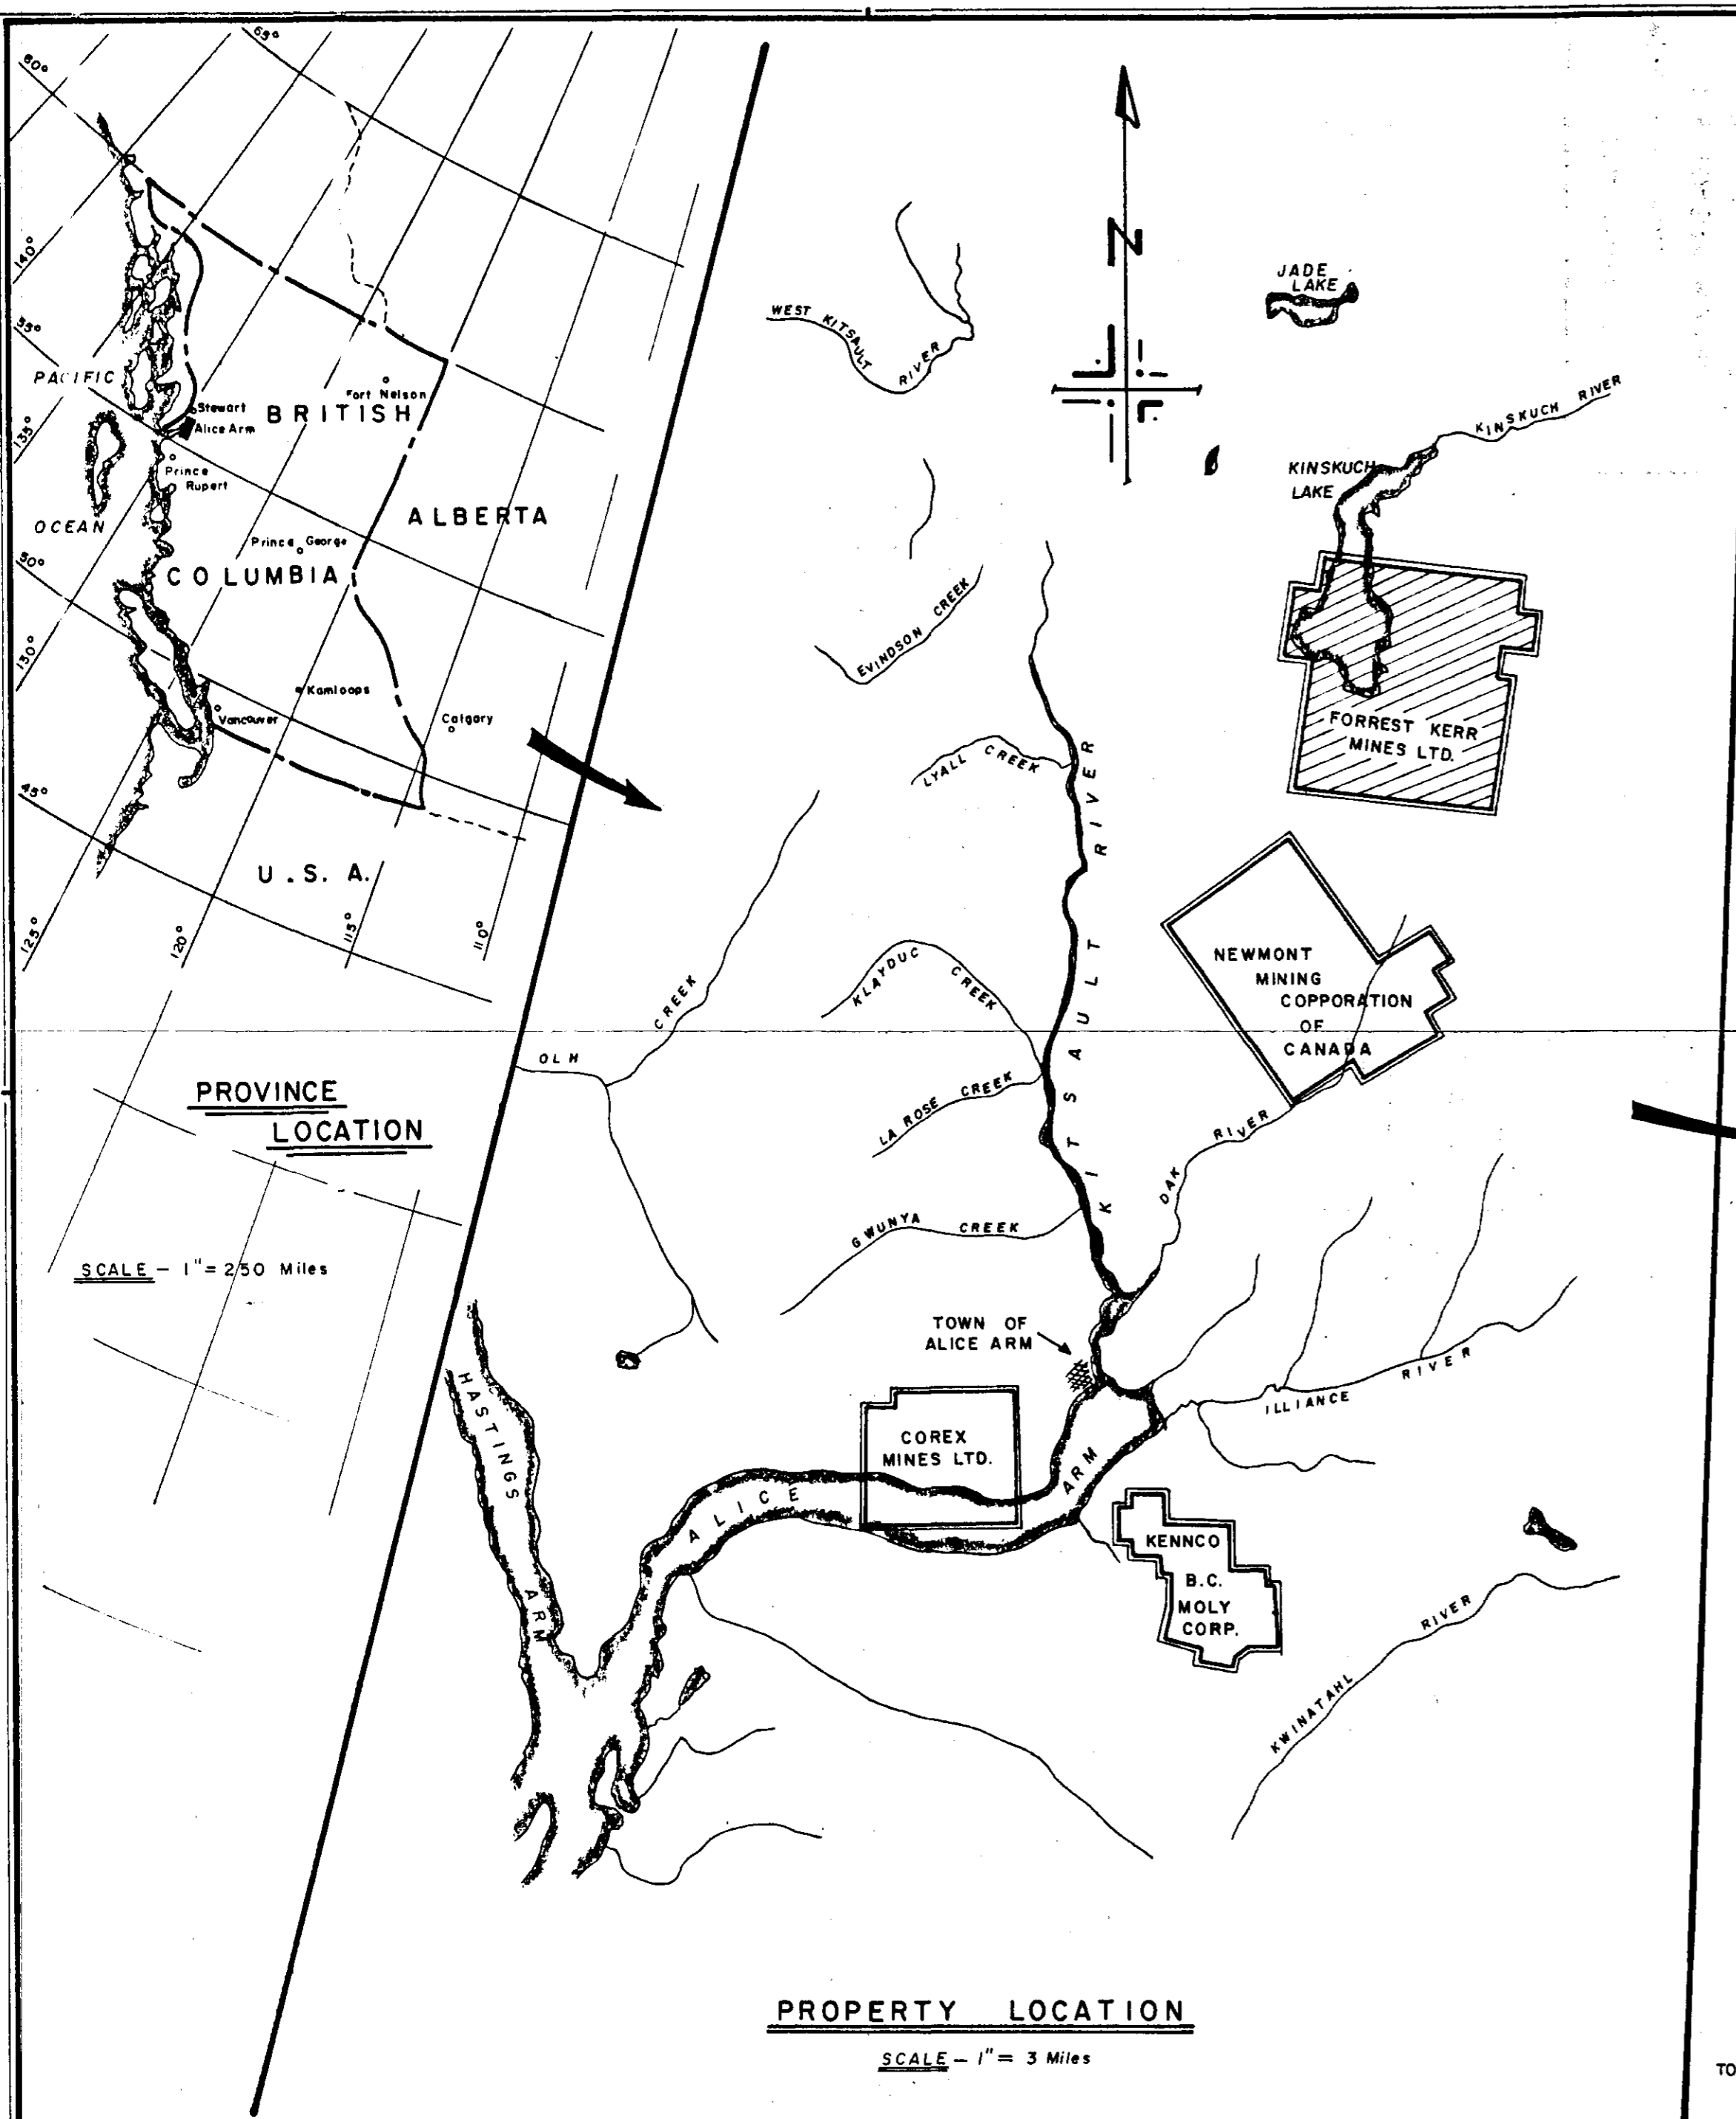 65°
60°
140°
55°
PACIFIC
135°
OCEAN
50°
130°
45°
125°
120°
115°
110°
Stewart
Alice Arm
Prince
Rupert
Fort Nelson
BRITISH
ALBERTA
Prince George
COLUMBIA
Kamloops
Vancouver
Calgary
U.S.A.
PROVINCE
LOCATION
SCALE - 1" = 250 Miles
N
WEST KITSAULT RIVER
JADE
LAKE
KINSKUCH RIVER
KINSKUCH
LAKE
EVINDSON CREEK
FORREST KERR
MINES LTD.
LYALL CREEK
KITSAULT RIVER
KLAYDUC CREEK
NEWMONT
MINING
COPPORATION
OF
CANADA
OLH CREEK
LA ROSE CREEK
DAK RIVER
GWUNYA CREEK
TOWN OF
ALICE ARM
ILLIANCE RIVER
HASTINGS ARM
COREX
MINES LTD.
ALICE ARM
KENNCO
B.C.
MOLY
CORP.
KWINATAHL RIVER
PROPERTY LOCATION
SCALE - 1" = 3 Miles
TO